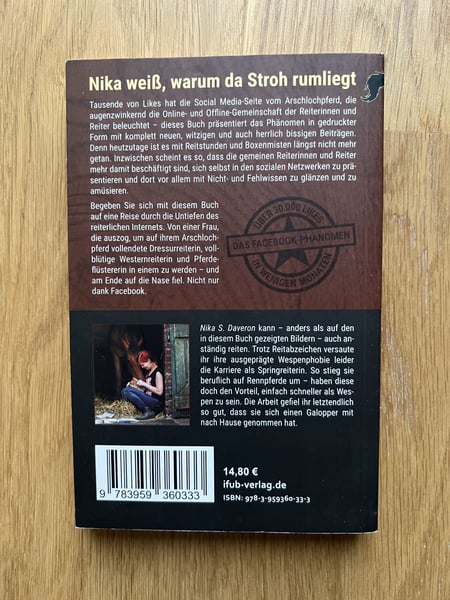 Nika weiß, warum da Stroh rumliegt
Tausende von Likes hat die Social Media-Seite vom Arschlochpferd, die
augenzwinkernd die Online- und Offline-Gemeinschaft der Reiterinnen und
Reiter beleuchtet – dieses Buch präsentiert das Phänomen in gedruckter
Form mit komplett neuen, witzigen und auch herrlich bissigen Beiträgen.
Denn heutzutage ist es mit Reitstunden und Boxenmisten längst nicht mehr
getan. Inzwischen scheint es so, dass die gemeinen Reiterinnen und Reiter
mehr damit beschäftigt sind, sich selbst in den sozialen Netzwerken zu prä-
sentieren und dort vor allem mit Nicht- und Fehlwissen zu glänzen und zu
amüsieren.
Begeben Sie sich mit diesem Buch
auf eine Reise durch die Untiefen des
reiterlichen Internets. Von einer Frau,
die auszog, um auf ihrem Arschloch-
pferd vollendete Dressurreiterin, voll-
blütige Westernreiterin und Pferde-
flüstererin in einem zu werden – und
am Ende auf die Nase fiel. Nicht nur
dank Facebook.
ÜBER 30.000 LIKES
DAS FACEBOOK-PHÄNOMEN
IN WENIGEN MONATEN
Nika S. Daveron kann – anders als auf den
in diesem Buch gezeigten Bildern – auch an-
ständig reiten. Trotz Reitabzeichen versaute
ihr ihre ausgeprägte Wespenphobie leider
die Karriere als Springreiterin. So stieg sie
beruflich auf Rennpferde um – haben diese
doch den Vorteil, einfach schneller als Wes-
pen zu sein. Die Arbeit gefiel ihr letztendlich
so gut, dass sie sich einen Galopper mit
nach Hause genommen hat.
14,80 €
ifub-verlag.de
ISBN: 978-3-959360-33-3
9 783959 360333